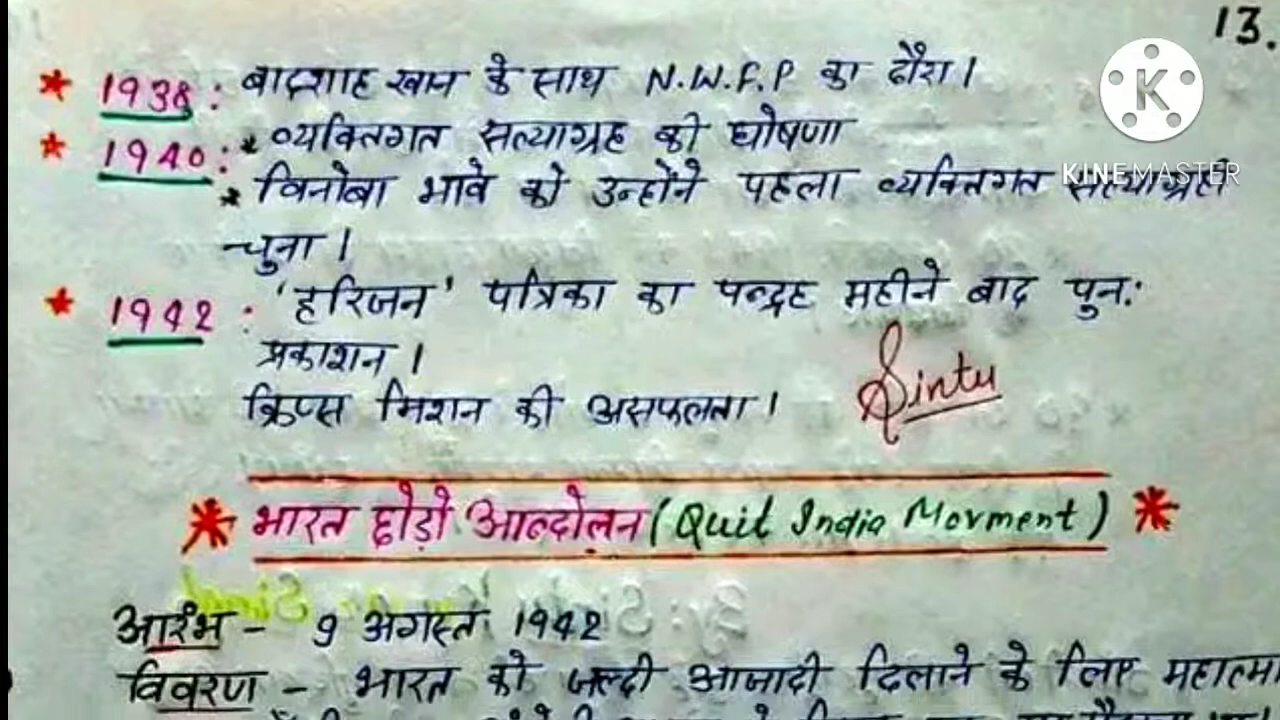 13.
* 1938 : बादशाह खान के साथ N.W.F.P का दौरा।
* 1940 : * व्यक्तिगत सत्याग्रह की घोषणा
* विनोबा भावे को उन्होंने पहला व्यक्तिगत सत्याग्रही
चुना।
* 1942 : 'हरिजन' पत्रिका का पन्द्रह महीने बाद पुन:
प्रकाशन।
क्रिप्स मिशन की असफलता।
Sintu
* भारत छोड़ो आन्दोलन (Quit India Movment) *
आरंभ - 9 अगस्त 1942
विवरण - भारत को जल्दी आजादी दिलाने के लिए महात्मा
K
KINEMASTER